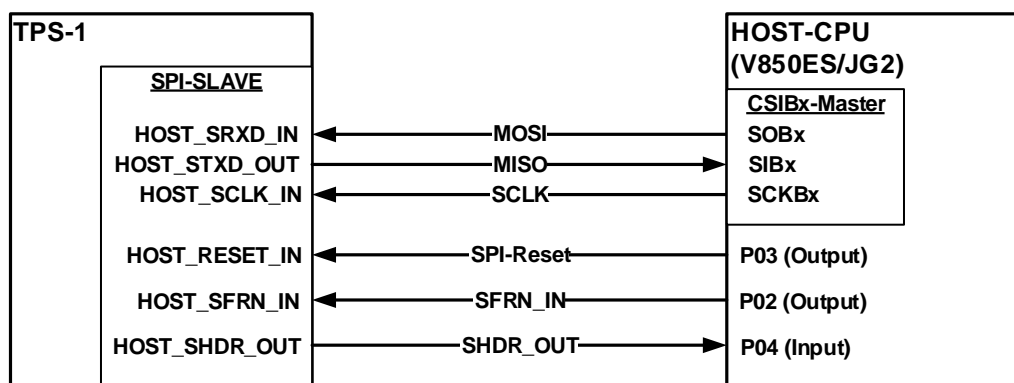 TPS-1
HOST-CPU
(V850ES/JG2)
SPI-SLAVE
CSIBx-Master
HOST_SRXD_IN
MOSI
SOBx
HOST_STXD_OUT
MISO
SIBx
HOST_SCLK_IN
SCLK
SCKBx
HOST_RESET_IN
SPI-Reset
P03 (Output)
HOST_SFRN_IN
SFRN_IN
P02 (Output)
HOST_SHDR_OUT
SHDR_OUT
P04 (Input)